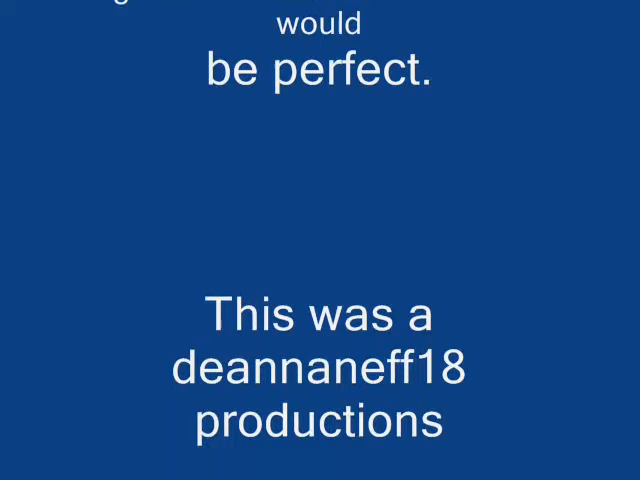 would
be perfect.
This was a
deannaneff18
productions